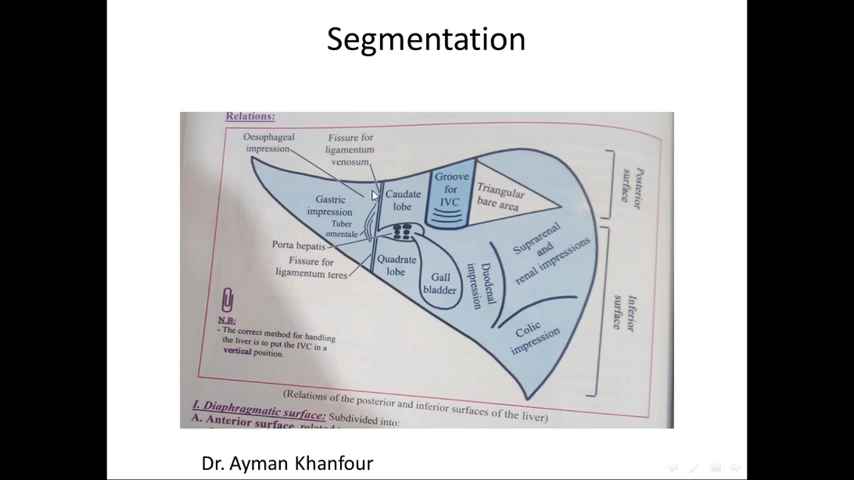 Segmentation
Relations:
Oesophageal
impression
Fissure for
ligamentum
venosum
Gastric
impression
Tuber
omentale
Caudate
lobe
Groove
for
IVC
Triangular
bare area
Posterior
surface
Porta hepatis
Fissure for
ligamentum teres
Quadrate
lobe
Gall
bladder
Duodenal
impression
Suprarenal
and
renal impressions
Colic
impression
Inferior
surface
N.B:
- The correct method for handling
the liver is to put the IVC in a
vertical position.
(Relations of the posterior and inferior surfaces of the liver)
I. Diaphragmatic surface: Subdivided into:
A. Anterior surface,
Dr. Ayman Khanfour